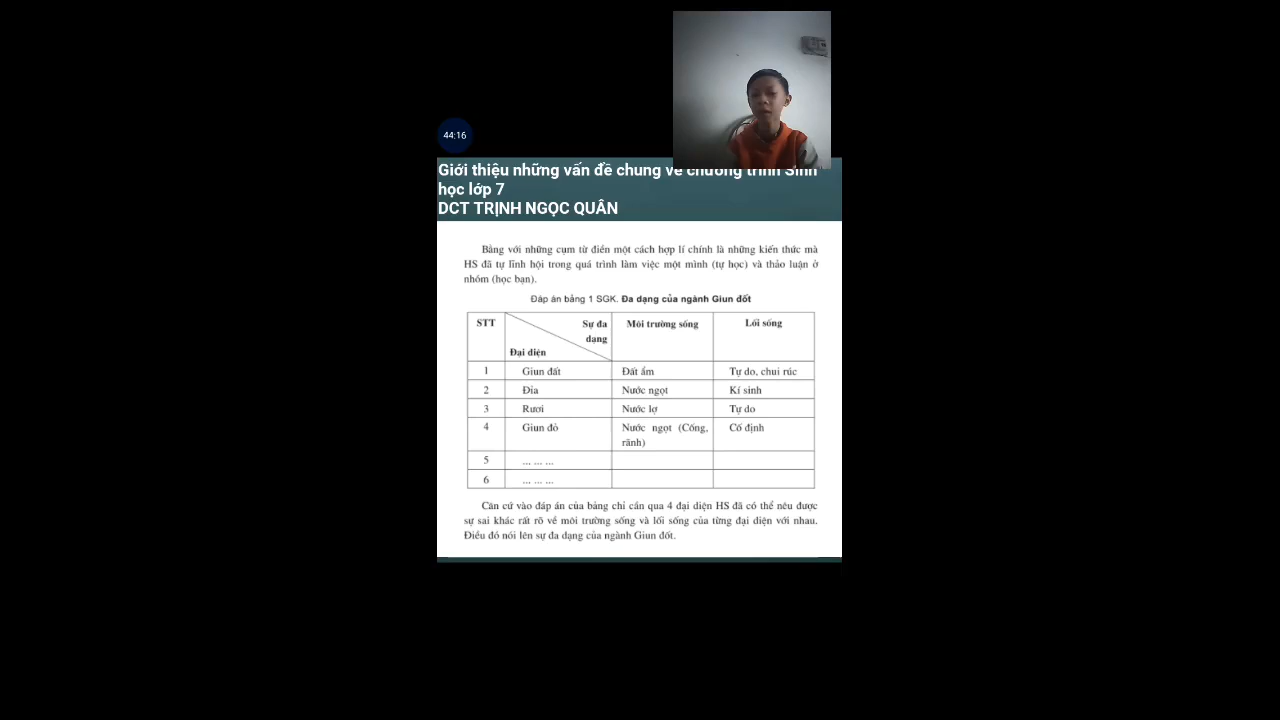 44:16
Giới thiệu những vấn đề chung về chương trình Sinh
học lớp 7
DCT TRỊNH NGỌC QUÂN
Bảng với những cụm từ điền một cách hợp lí chính là những kiến thức mà
HS đã tự lĩnh hội trong quá trình làm việc một mình (tự học) và thảo luận ở
nhóm (học bạn).
Đáp án bảng 1 SGK. Đa dạng của ngành Giun đốt
STT Sự đa dạng Đại diện Môi trường sống Lối sống
1 Giun đất Đất ẩm Tự do, chui rúc
2 Đỉa Nước ngọt Kí sinh
3 Rươi Nước lợ Tự do
4 Giun đỏ Nước ngọt (Cống, Cố định
rãnh)
5 ... ... ...
6 ... ... ...
Căn cứ vào đáp án của bảng chỉ cần qua 4 đại diện HS đã có thể nêu được
sự sai khác rất rõ về môi trường sống và lối sống của từng đại diện với nhau.
Điều đó nói lên sự đa dạng của ngành Giun đốt.